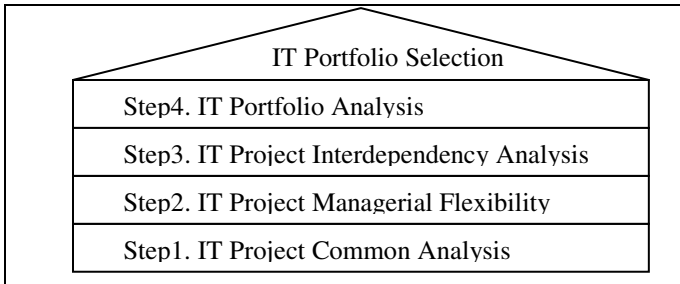 IT Portfolio Selection
Step4. IT Portfolio Analysis
Step3. IT Project Interdependency Analysis
Step2. IT Project Managerial Flexibility
Step1. IT Project Common Analysis